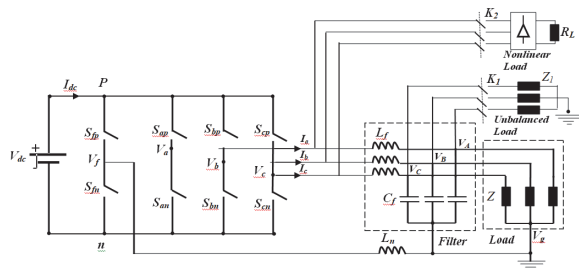 K2
RL
Nonlinear
Load
K1
Z1
Unbalanced
Load
Idc
P
Sfp
Sap
Sbp
Scp
Vdc
Vf
Va
Vb
Vc
Ia
Ib
Ic
Lf
VA
VB
VC
Sfn
San
Sbn
Scn
Cf
Z
n
Ln
Filter
Load
Vg